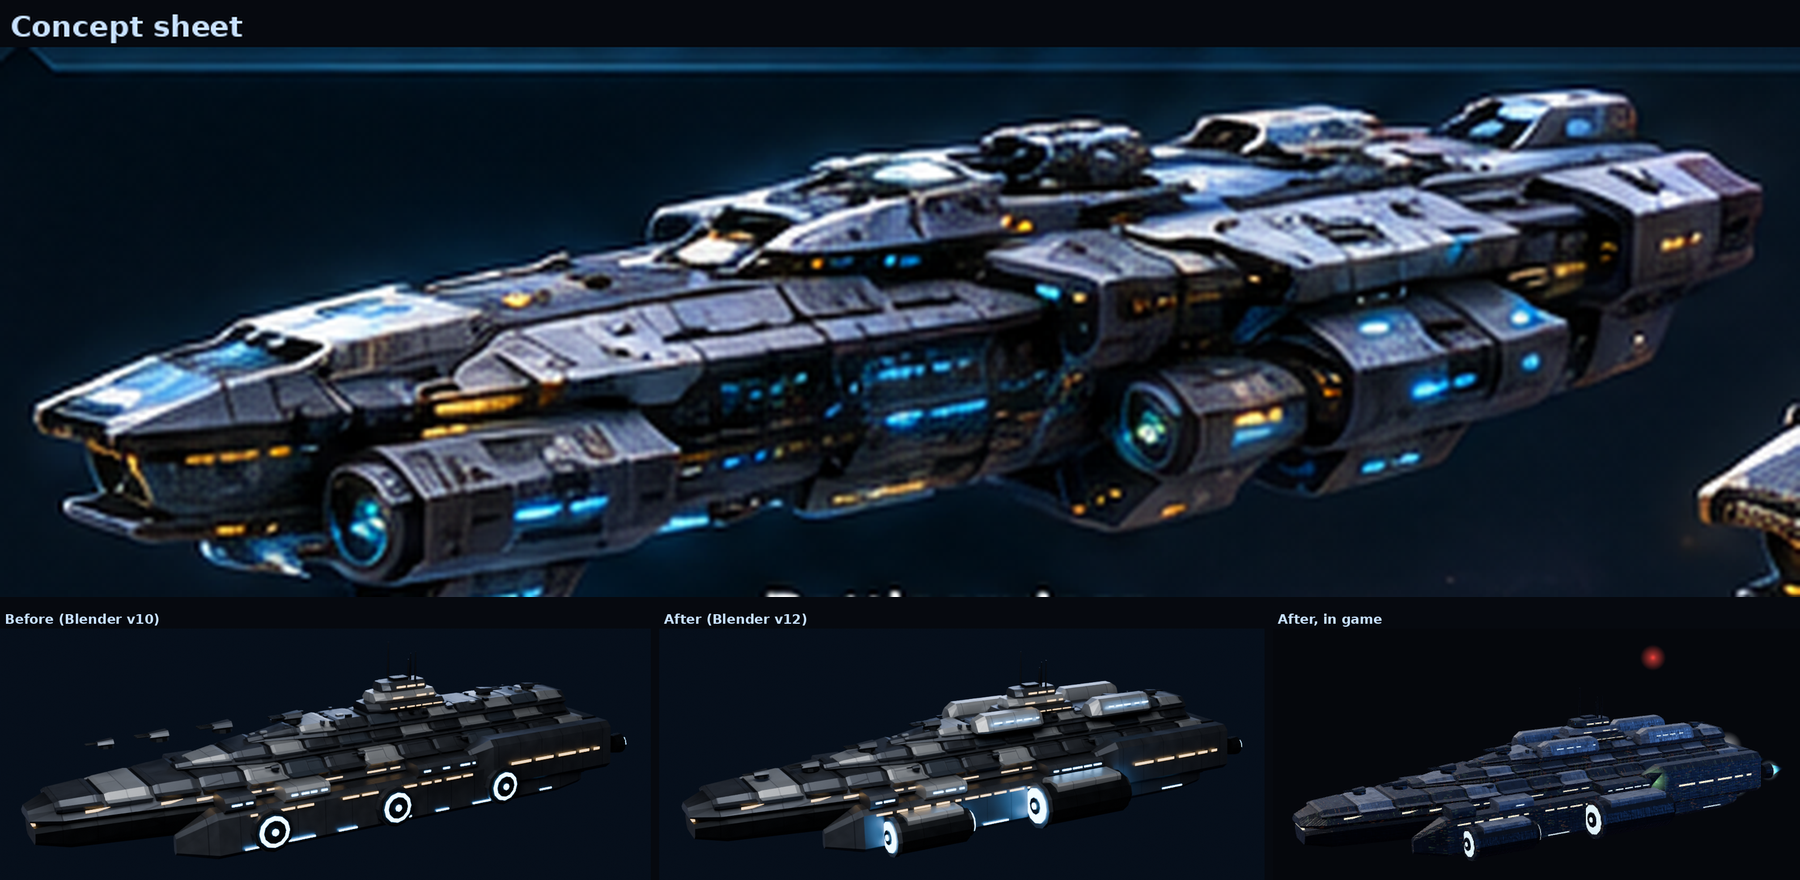 Concept sheet
Before (Blender v10)
After (Blender v12)
After, in game